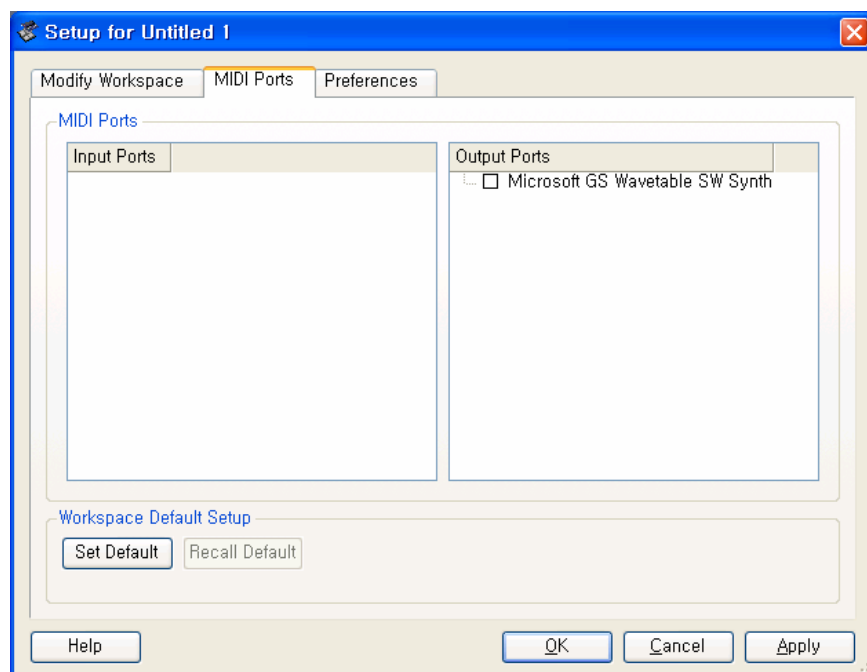 Setup for Untitled 1
Modify Workspace MIDI Ports Preferences
MIDI Ports
Input Ports
Output Ports
Microsoft GS Wavetable SW Synth
Workspace Default Setup
Set Default Recall Default
Help OK Cancel Apply